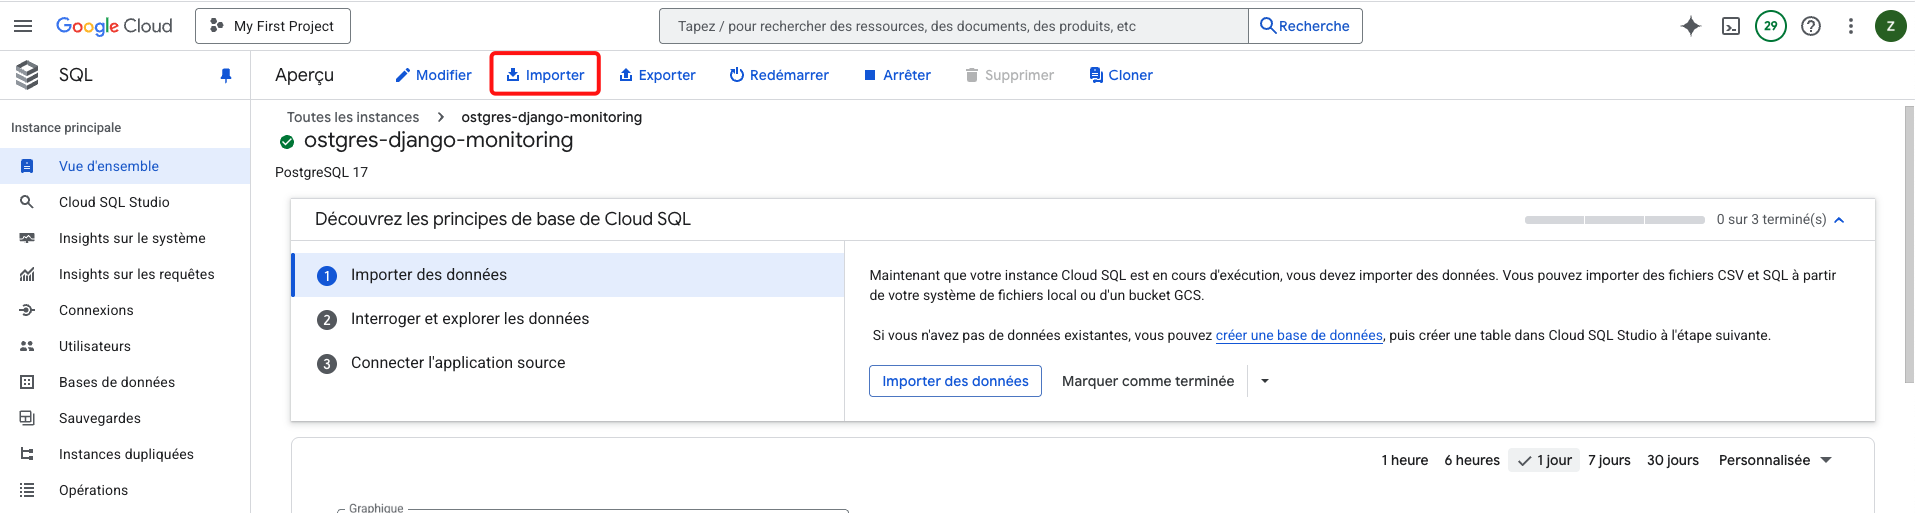 Google Cloud
My First Project
Tapez / pour rechercher des ressources, des documents, des produits, etc
Recherche
29
Z
SQL
Aperçu
Modifier
Importer
Exporter
Redémarrer
Arrêter
Supprimer
Cloner
Instance principale
Vue d'ensemble
Cloud SQL Studio
Insights sur le système
Insights sur les requêtes
Connexions
Utilisateurs
Bases de données
Sauvegardes
Instances dupliquées
Opérations
Toutes les instances > ostgres-django-monitoring
ostgres-django-monitoring
PostgreSQL 17
Découvrez les principes de base de Cloud SQL
0 sur 3 terminé(s)
1 Importer des données
2 Interroger et explorer les données
3 Connecter l'application source
Maintenant que votre instance Cloud SQL est en cours d'exécution, vous devez importer des données. Vous pouvez importer des fichiers CSV et SQL à partir
de votre système de fichiers local ou d'un bucket GCS.
Si vous n'avez pas de données existantes, vous pouvez créer une base de données, puis créer une table dans Cloud SQL Studio à l'étape suivante.
Importer des données
Marquer comme terminée
1 heure
6 heures
1 jour
7 jours
30 jours
Personnalisée
Graphique